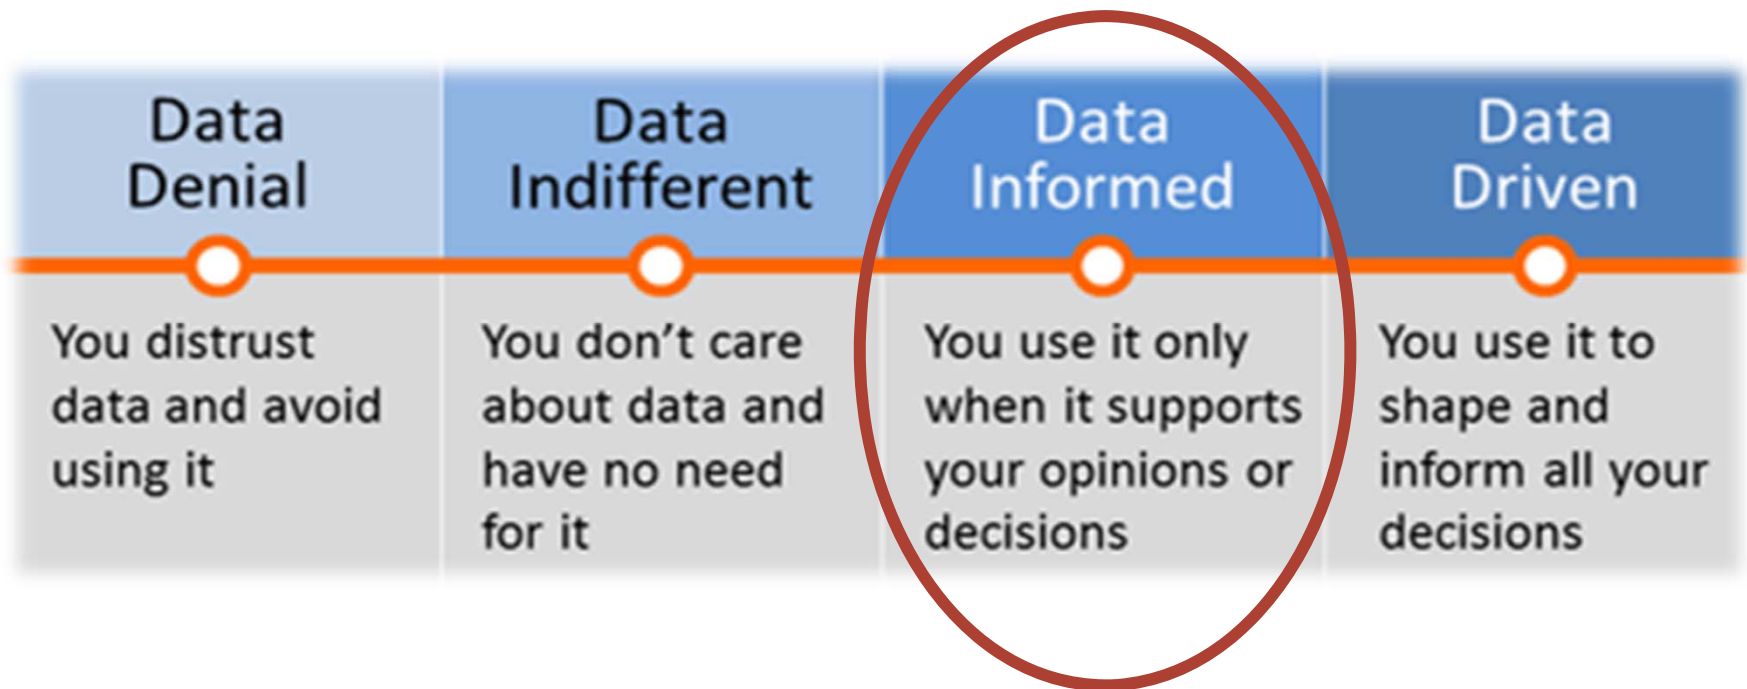 Data
Denial
You distrust
data and avoid
using it
Data
Indifferent
You don’t care
about data and
have no need
for it
Data
Informed
You use it only
when it supports
your opinions or
decisions
Data
Driven
You use it to
shape and
inform all your
decisions